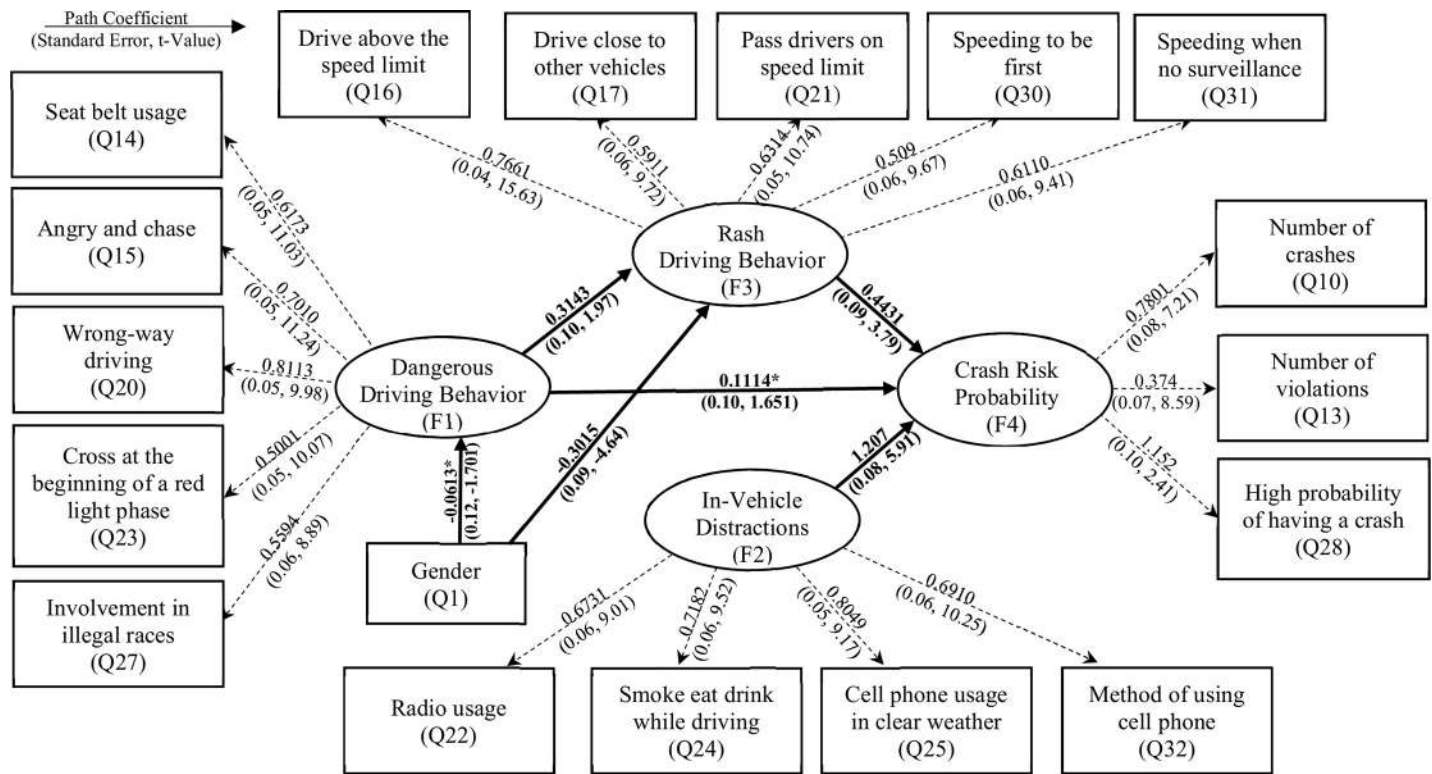 Path Coefficient
(Standard Error, t-Value)
Drive above the
speed limit
(Q16)
Drive close to
other vehicles
(Q17)
Pass drivers on
speed limit
(Q21)
Speeding to be
first
(Q30)
Speeding when
no surveillance
(Q31)
Seat belt usage
(Q14)
Angry and chase
(Q15)
Wrong-way
driving
(Q20)
Cross at the
beginning of a red
light phase
(Q23)
Involvement in
illegal races
(Q27)
0.7661
(0.04, 15.63)
0.5911
(0.06, 9.72)
0.6314
(0.05, 10.74)
0.509
(0.06, 9.67)
0.6110
(0.06, 9.41)
0.6173
(0.05, 11.03)
0.7010
(0.05, 11.24)
0.8113
(0.05, 9.98)
0.5001
(0.05, 10.07)
0.5594
(0.06, 8.89)
Rash
Driving Behavior
(F3)
Dangerous
Driving Behavior
(F1)
0.3143
(0.10, 1.97)
0.4431
(0.09, 3.79)
0.1114*
(0.10, 1.651)
-0.3015
(0.09, -4.64)
-0.0613*
(0.12, -1.701)
1.207
(0.08, 5.91)
Crash Risk
Probability
(F4)
In-Vehicle
Distractions
(F2)
Gender
(Q1)
0.7801
(0.08, 7.21)
0.374
(0.07, 8.59)
1.152
(0.10, 2.41)
Number of
crashes
(Q10)
Number of
violations
(Q13)
High probability
of having a crash
(Q28)
0.6731
(0.06, 9.01)
0.7182
(0.06, 9.52)
0.8049
(0.05, 9.17)
0.6910
(0.06, 10.25)
Radio usage
(Q22)
Smoke eat drink
while driving
(Q24)
Cell phone usage
in clear weather
(Q25)
Method of using
cell phone
(Q32)